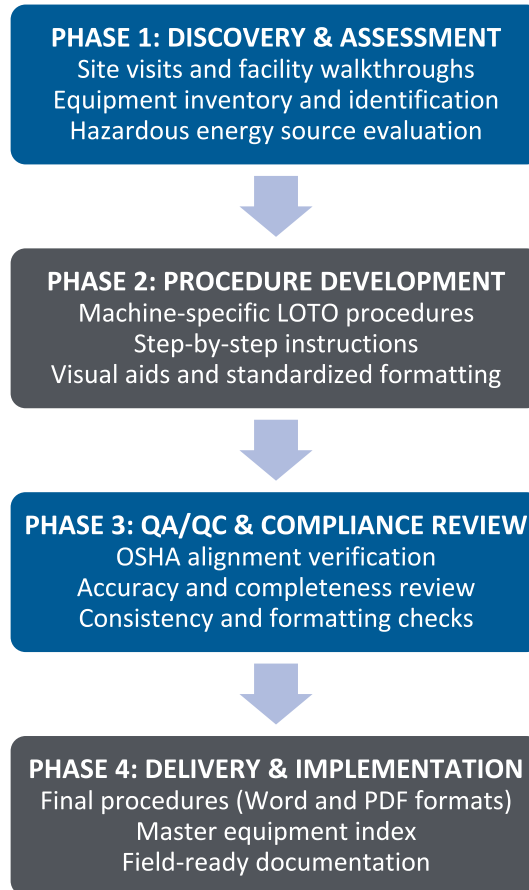 PHASE 1: DISCOVERY & ASSESSMENT
Site visits and facility walkthroughs
Equipment inventory and identification
Hazardous energy source evaluation
PHASE 2: PROCEDURE DEVELOPMENT
Machine-specific LOTO procedures
Step-by-step instructions
Visual aids and standardized formatting
PHASE 3: QA/QC & COMPLIANCE REVIEW
OSHA alignment verification
Accuracy and completeness review
Consistency and formatting checks
PHASE 4: DELIVERY & IMPLEMENTATION
Final procedures (Word and PDF formats)
Master equipment index
Field-ready documentation